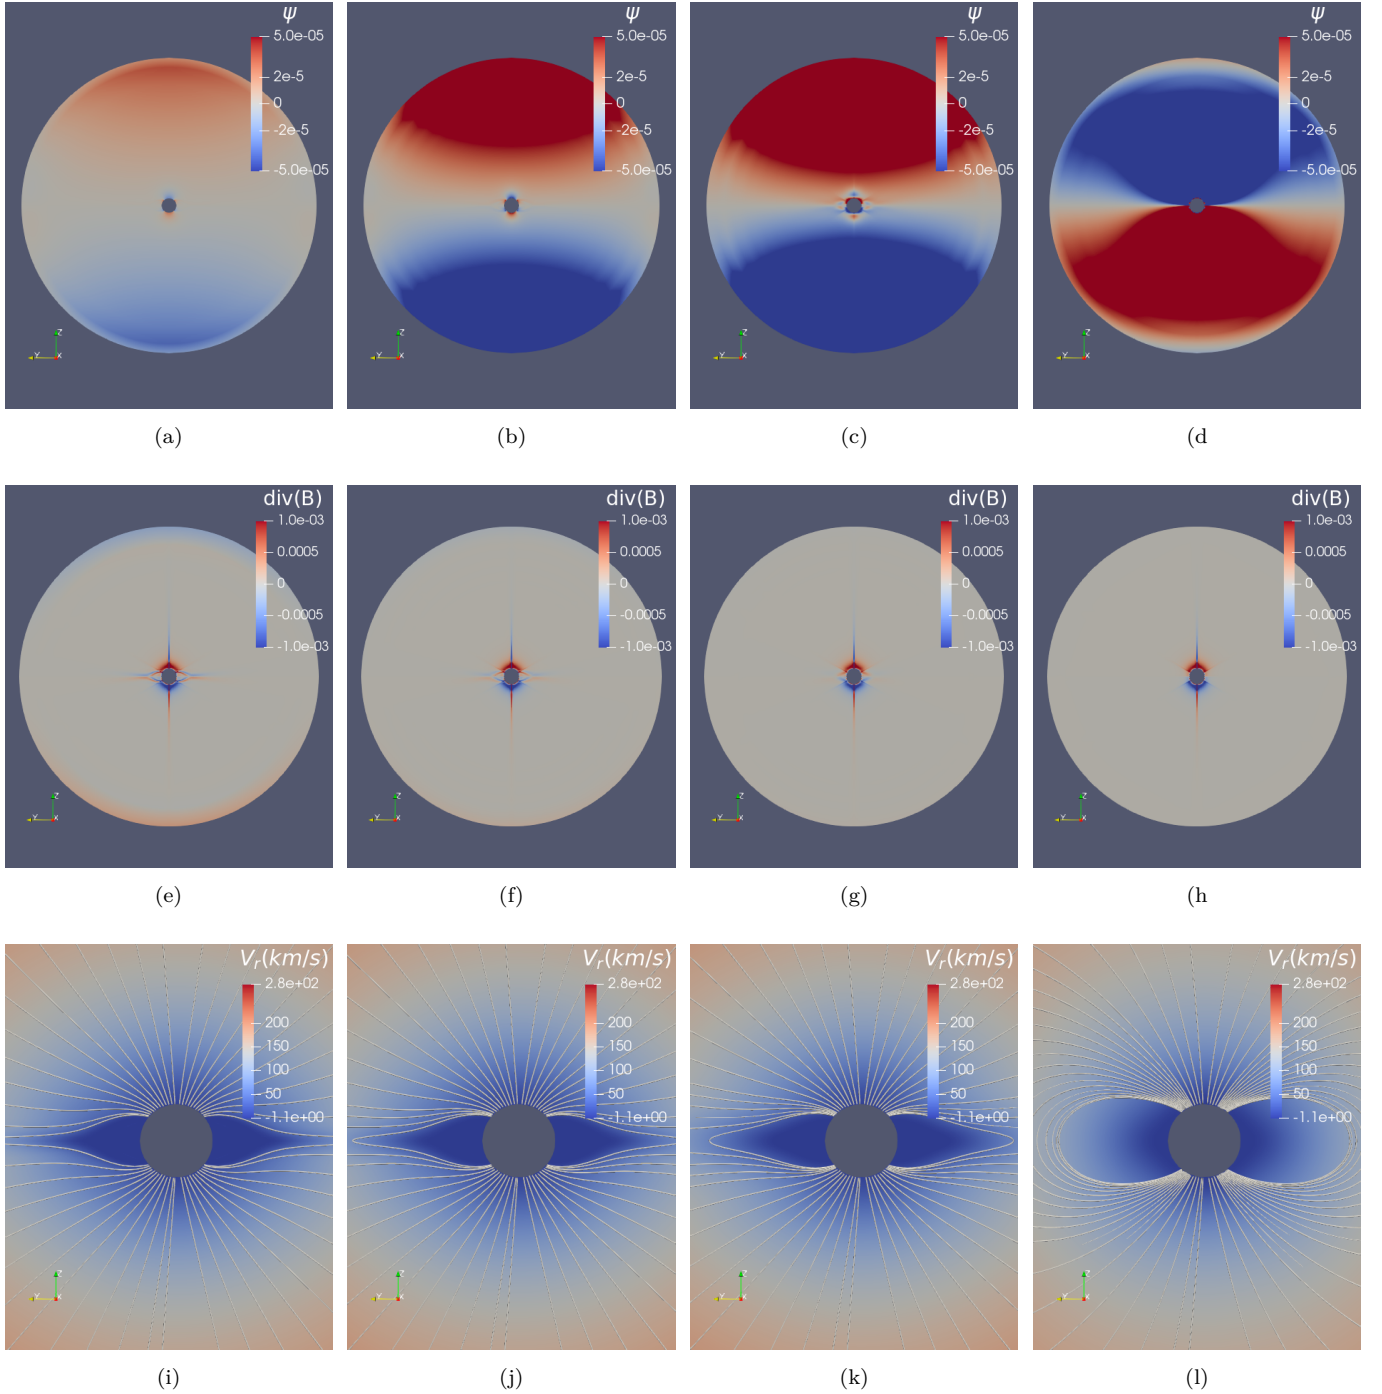 ψ ψ ψ ψ
5.0e-05 5.0e-05 5.0e-05 5.0e-05
2e-5 2e-5 2e-5 2e-5
0 0 0 0
-2e-5 -2e-5 -2e-5 -2e-5
-5.0e-05 -5.0e-05 -5.0e-05 -5.0e-05
Z Z Z Z
Y X Y X Y X Y X
(a) (b) (c) (d
div(B) div(B) div(B) div(B)
1.0e-03 1.0e-03 1.0e-03 1.0e-03
0.0005 0.0005 0.0005 0.0005
0 0 0 0
-0.0005 -0.0005 -0.0005 -0.0005
-1.0e-03 -1.0e-03 -1.0e-03 -1.0e-03
Z Z Z Z
Y X Y X Y X Y X
(e) (f) (g) (h
V_r(km/s) V_r(km/s) V_r(km/s) V_r(km/s)
2.8e+02 2.8e+02 2.8e+02 2.8e+02
200 200 200 200
150 150 150 150
100 100 100 100
50 50 50 50
-1.1e+00 -1.1e+00 -1.1e+00 -1.1e+00
Z Z Z Z
Y X Y X Y X Y X
(i) (j) (k) (l)